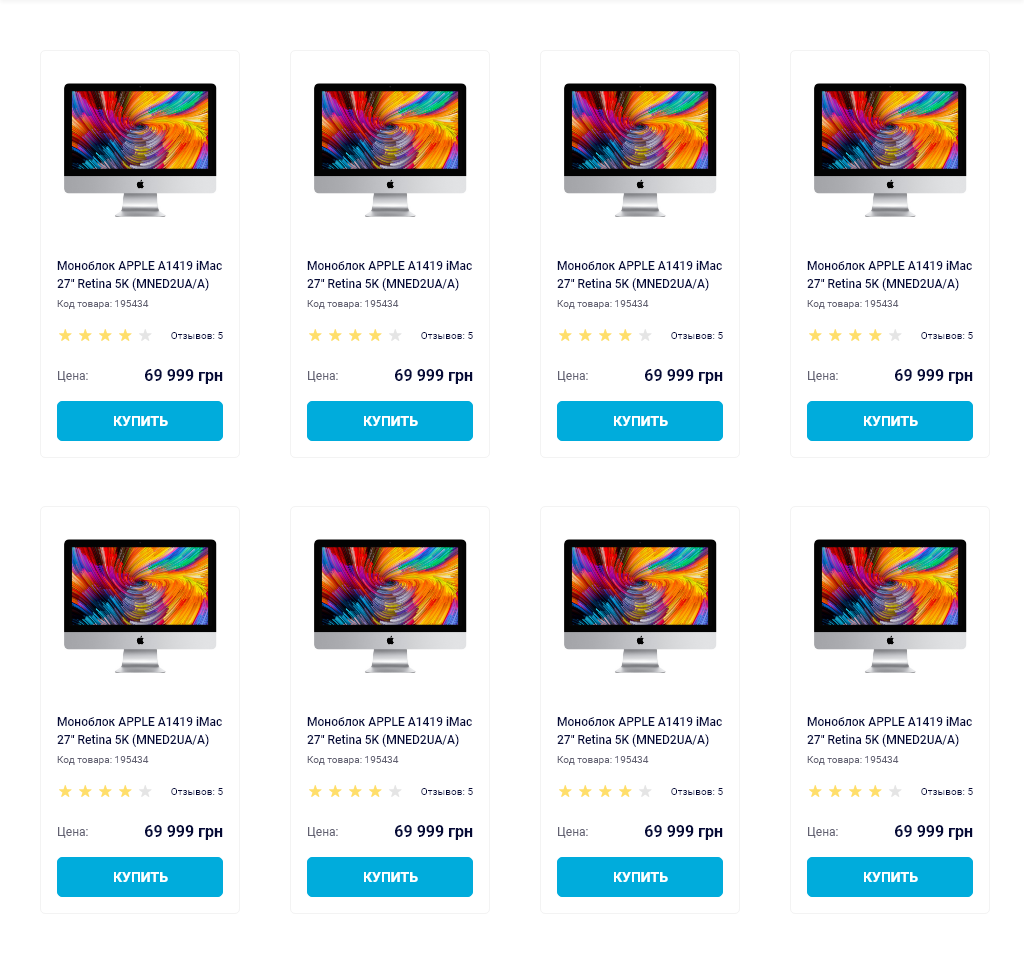 Моноблок APPLE A1419 iMac
27" Retina 5K (MNED2UA/A)
Код товара: 195434
Отзывов: 5
Цена: 69 999 грн
КУПИТЬ
Моноблок APPLE A1419 iMac
27" Retina 5K (MNED2UA/A)
Код товара: 195434
Отзывов: 5
Цена: 69 999 грн
КУПИТЬ
Моноблок APPLE A1419 iMac
27" Retina 5K (MNED2UA/A)
Код товара: 195434
Отзывов: 5
Цена: 69 999 грн
КУПИТЬ
Моноблок APPLE A1419 iMac
27" Retina 5K (MNED2UA/A)
Код товара: 195434
Отзывов: 5
Цена: 69 999 грн
КУПИТЬ
Моноблок APPLE A1419 iMac
27" Retina 5K (MNED2UA/A)
Код товара: 195434
Отзывов: 5
Цена: 69 999 грн
КУПИТЬ
Моноблок APPLE A1419 iMac
27" Retina 5K (MNED2UA/A)
Код товара: 195434
Отзывов: 5
Цена: 69 999 грн
КУПИТЬ
Моноблок APPLE A1419 iMac
27" Retina 5K (MNED2UA/A)
Код товара: 195434
Отзывов: 5
Цена: 69 999 грн
КУПИТЬ
Моноблок APPLE A1419 iMac
27" Retina 5K (MNED2UA/A)
Код товара: 195434
Отзывов: 5
Цена: 69 999 грн
КУПИТЬ